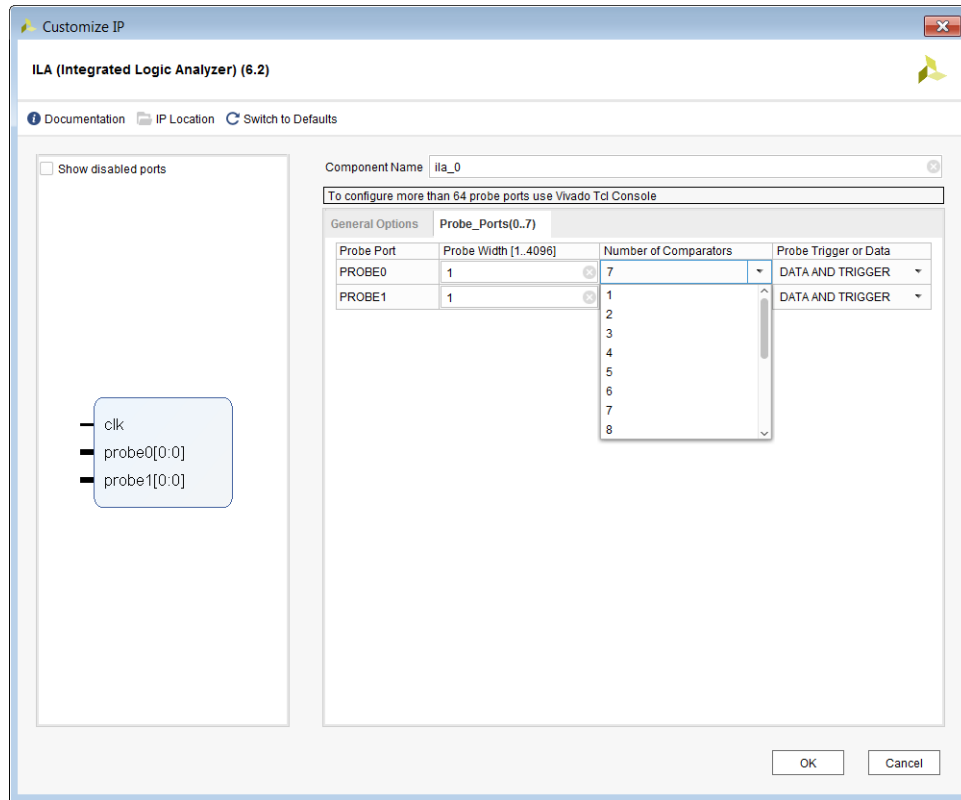 Customize IP
ILA (Integrated Logic Analyzer) (6.2)
Documentation IP Location Switch to Defaults
Show disabled ports
Component Name ila_0
To configure more than 64 probe ports use Vivado Tcl Console
General Options Probe_Ports(0..7)
Probe Port Probe Width [1..4096] Number of Comparators Probe Trigger or Data
PROBE0 1 7 DATA AND TRIGGER
PROBE1 1 DATA AND TRIGGER
1
2
3
4
5
6
7
8
clk
probe0[0:0]
probe1[0:0]
OK Cancel